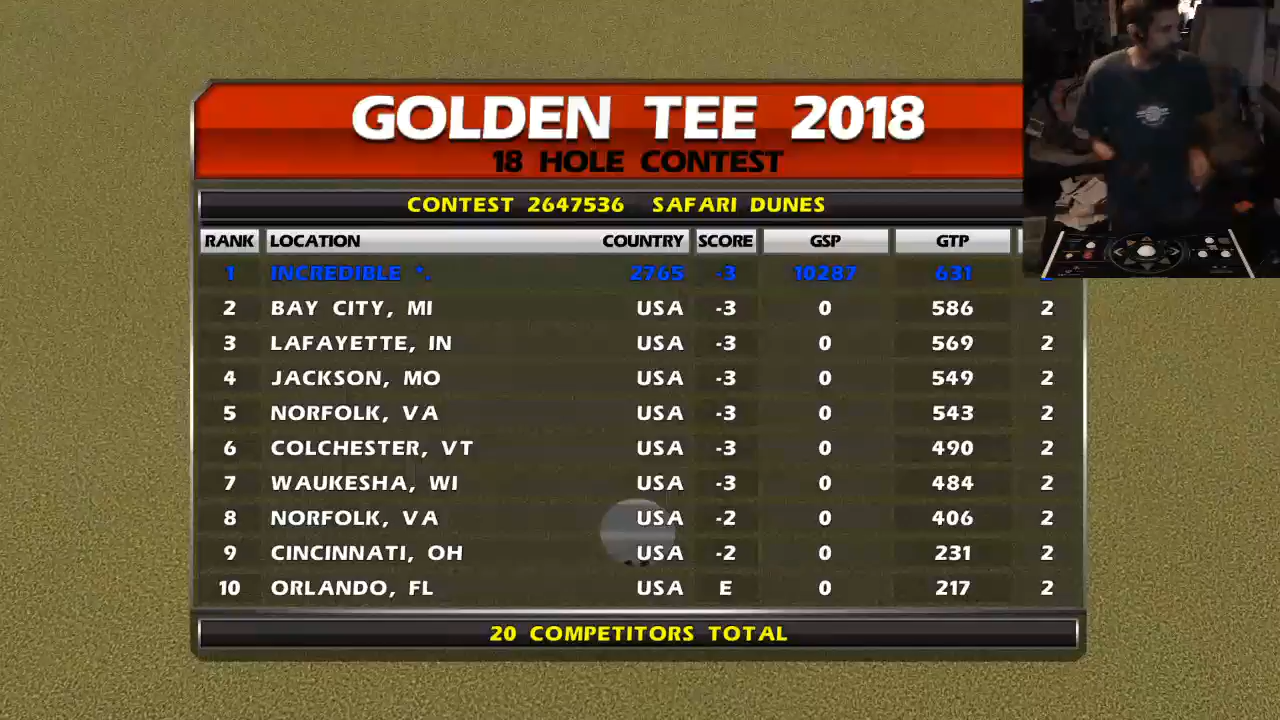 GOLDEN TEE 2018
18 HOLE CONTEST
CONTEST 2647536 SAFARI DUNES
RANK LOCATION COUNTRY SCORE GSP GTP
1 INCREDIBLE *. 2765 -3 10287 631
2 BAY CITY, MI USA -3 0 586 2
3 LAFAYETTE, IN USA -3 0 569 2
4 JACKSON, MO USA -3 0 549 2
5 NORFOLK, VA USA -3 0 543 2
6 COLCHESTER, VT USA -3 0 490 2
7 WAUKESHA, WI USA -3 0 484 2
8 NORFOLK, VA USA -2 0 406 2
9 CINCINNATI, OH USA -2 0 231 2
10 ORLANDO, FL USA E 0 217 2
20 COMPETITORS TOTAL